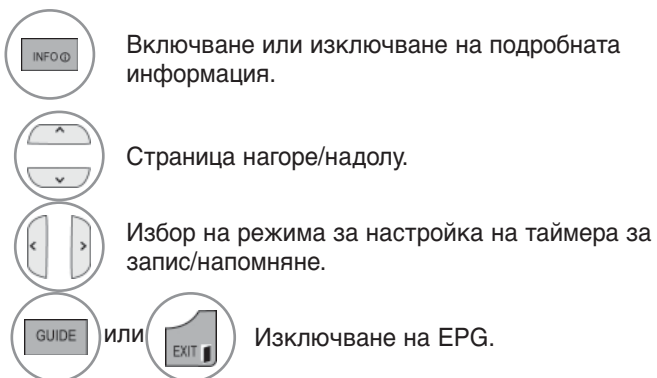 INFO Включване или изключване на подробната
информация.
Страница нагоре/надолу.
Избор на режима за настройка на таймера за
запис/напомняне.
GUIDE или EXIT Изключване на EPG.